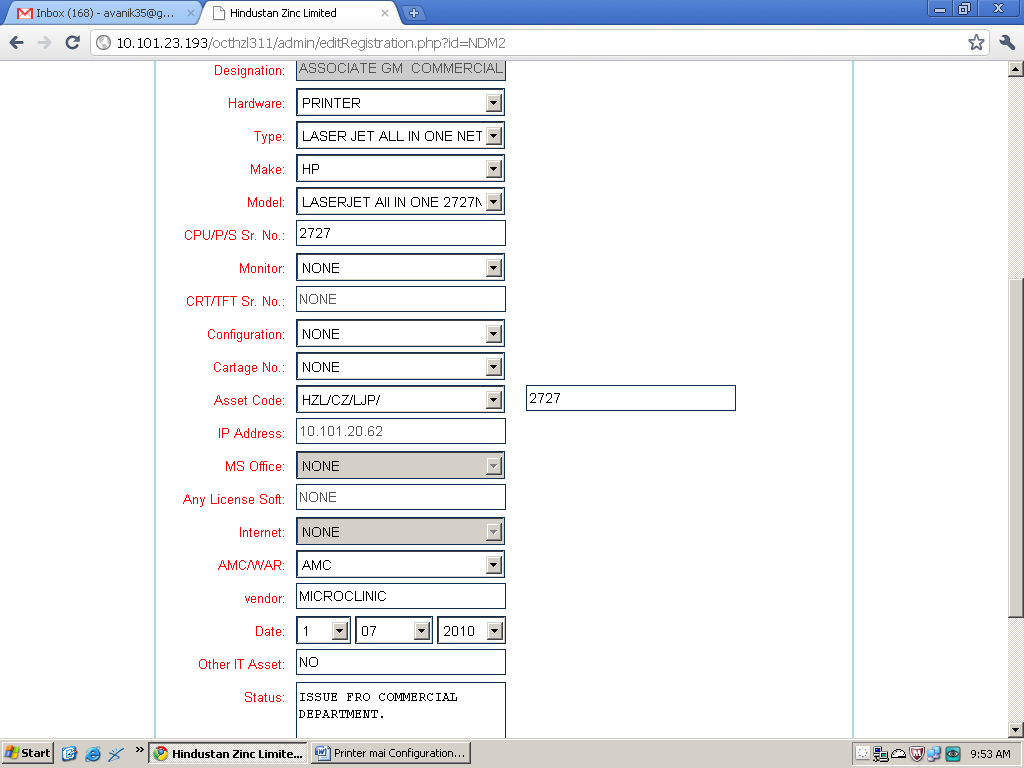 Inbox (168) - avanik35@g...
Hindustan Zinc Limited
10.101.23.193/octhzl311/admin/editRegistration.php?id=NDM2
Designation: ASSOCIATE GM COMMERCIAL
Hardware: PRINTER
Type: LASER JET ALL IN ONE NET
Make: HP
Model: LASERJET All IN ONE 2727N
CPU/P/S Sr. No.: 2727
Monitor: NONE
CRT/TFT Sr. No.: NONE
Configuration: NONE
Cartage No.: NONE
Asset Code: HZL/CZ/LJP/ 2727
IP Address: 10.101.20.62
MS Office: NONE
Any License Soft: NONE
Internet: NONE
AMC/WAR: AMC
vendor: MICROCLINIC
Date: 1 07 2010
Other IT Asset: NO
Status: ISSUE FRO COMMERCIAL
DEPARTMENT.
Start » Hindustan Zinc Limite... Printer mai Configuration... 9:53 AM